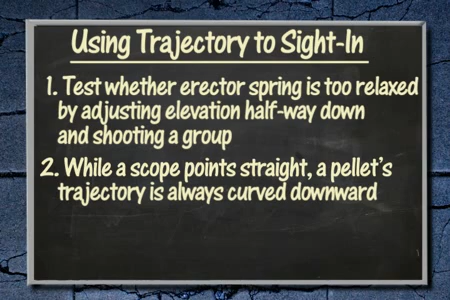 Using Trajectory to Sight-In
1. Test whether erector spring is too relaxed
by adjusting elevation half-way down
and shooting a group
2. While a scope points straight, a pellet's
trajectory is always curved downward